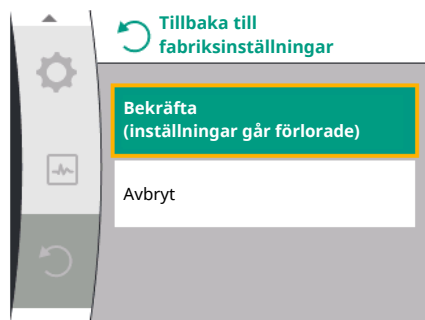 Tillbaka till
fabriksinställningar
Bekräfta
(inställningar går förlorade)
Avbryt